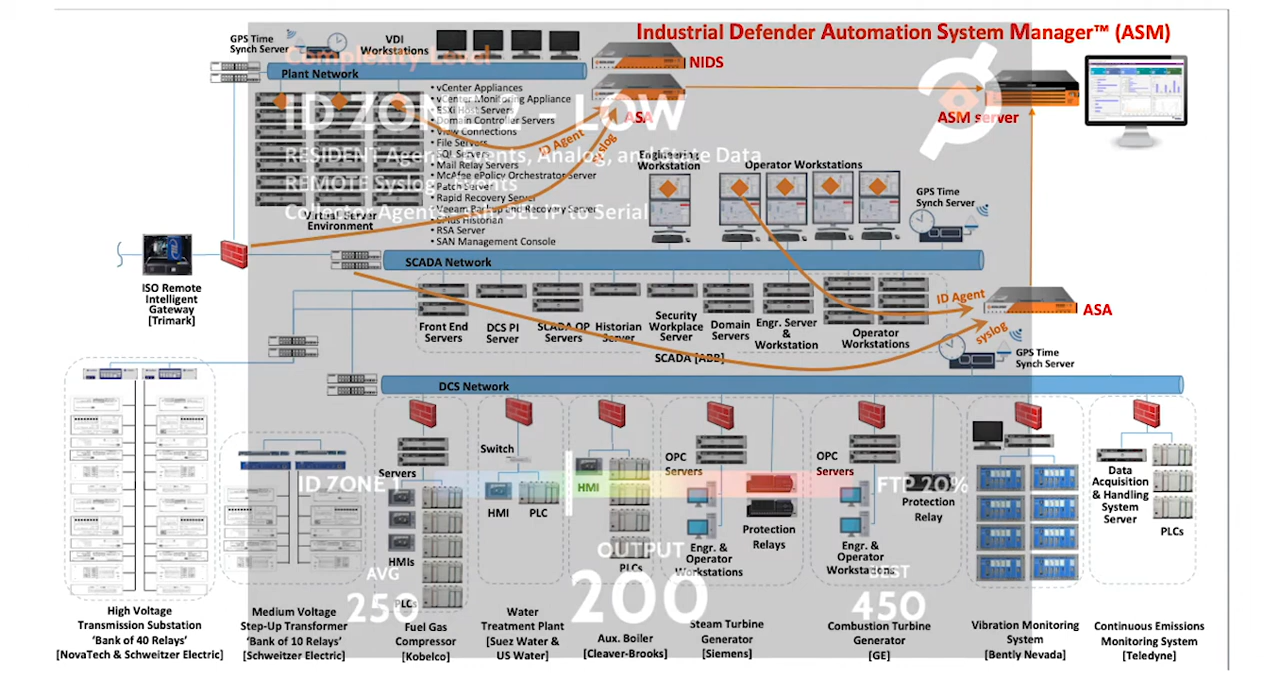 Industrial Defender Automation System Manager™ (ASM)
GPS Time
Synch Server
VDI
Workstations
NIDS
Plant Network
Complexity Level
ID ZONE 2 - LOW
RESIDENT Agent Events, Analog, and State Data
REMOTE Syslog Events
• vCenter Appliances
• vCenter Monitoring Appliance
• ESXi Host Servers
• Domain Controller Servers
• View Connections
• File Servers
• SQL Servers
• Mail Relay Servers
• McAfee ePolicy Orchestrator Server
• Patch Server
• Rapid Recovery Server
• Veeam Backup and Recovery Server
• RSA Server
• SAN Management Console
ASA
ID Agent
syslog
ASM server
Virtual Server
Environment
Engineering
Workstation
Operator Workstations
GPS Time
Synch Server
ISO Remote
Intelligent
Gateway
[Trimark]
SCADA Network
Front End
Servers
DCS PI
Server
SCADA OP
Servers
Historian
Server
Security
Workplace
Server
Domain
Servers
Engr. Server
&
Workstation
Operator
Workstations
SCADA [ABB]
ID Agent
syslog
ASA
GPS Time
Synch Server
DCS Network
Servers
HMIs
PLCs
Switch
HMI
PLC
HMI
PLCs
OPC
Servers
Engr. &
Operator
Workstations
Protection
Relays
OPC
Servers
Engr. &
Operator
Workstations
Protection
Relay
Data
Acquisition
& Handling
System
Server
PLCs
ID ZONE 1
FTP 20%
OUTPUT
200
AVG
250
BEST
450
High Voltage
Transmission Substation
‘Bank of 40 Relays’
[NovaTech & Schweitzer Electric]
Medium Voltage
Step-Up Transformer
‘Bank of 10 Relays’
[Schweitzer Electric]
Fuel Gas
Compressor
[Kobelco]
Water
Treatment Plant
[Suez Water &
US Water]
Aux. Boiler
[Cleaver-Brooks]
Steam Turbine
Generator
[Siemens]
Combustion Turbine
Generator
[GE]
Vibration Monitoring
System
[Bently Nevada]
Continuous Emissions
Monitoring System
[Teledyne]